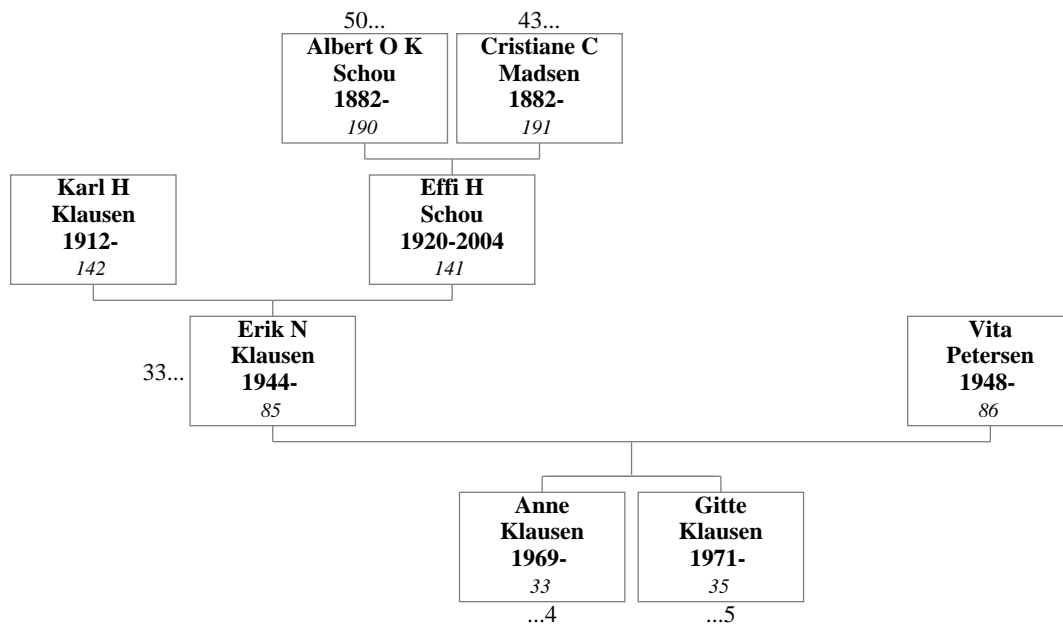 50...
43...
Albert O K
Schou
1882-
190
Cristiane C
Madsen
1882-
191
Karl H
Klausen
1912-
142
Effi H
Schou
1920-2004
141
33...
Erik N
Klausen
1944-
85
Vita
Petersen
1948-
86
Anne
Klausen
1969-
33
...4
Gitte
Klausen
1971-
35
...5